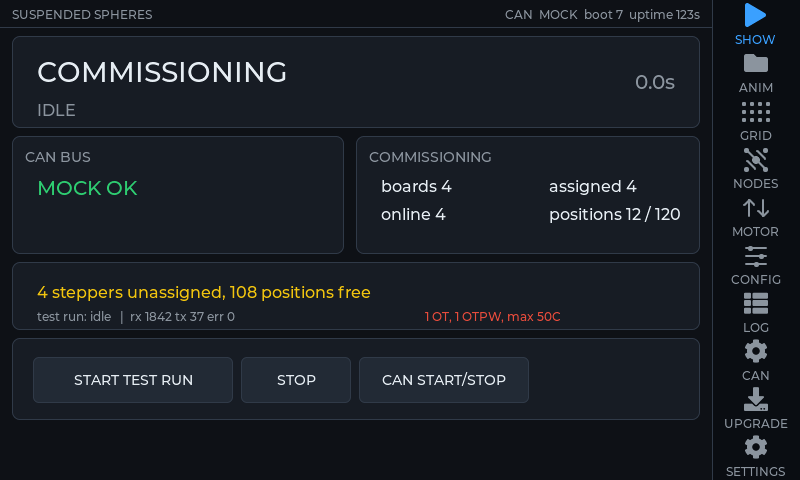 SUSPENDED SPHERES
CAN MOCK boot 7 uptime 123s
COMMISSIONING
0.0s
IDLE
CAN BUS
MOCK OK
COMMISSIONING
boards 4
assigned 4
online 4
positions 12 / 120
4 steppers unassigned, 108 positions free
test run: idle | rx 1842 tx 37 err 0
1 OT, 1 OTPW, max 50C
START TEST RUN
STOP
CAN START/STOP
SHOW
ANIM
GRID
NODES
MOTOR
CONFIG
LOG
CAN
UPGRADE
SETTINGS